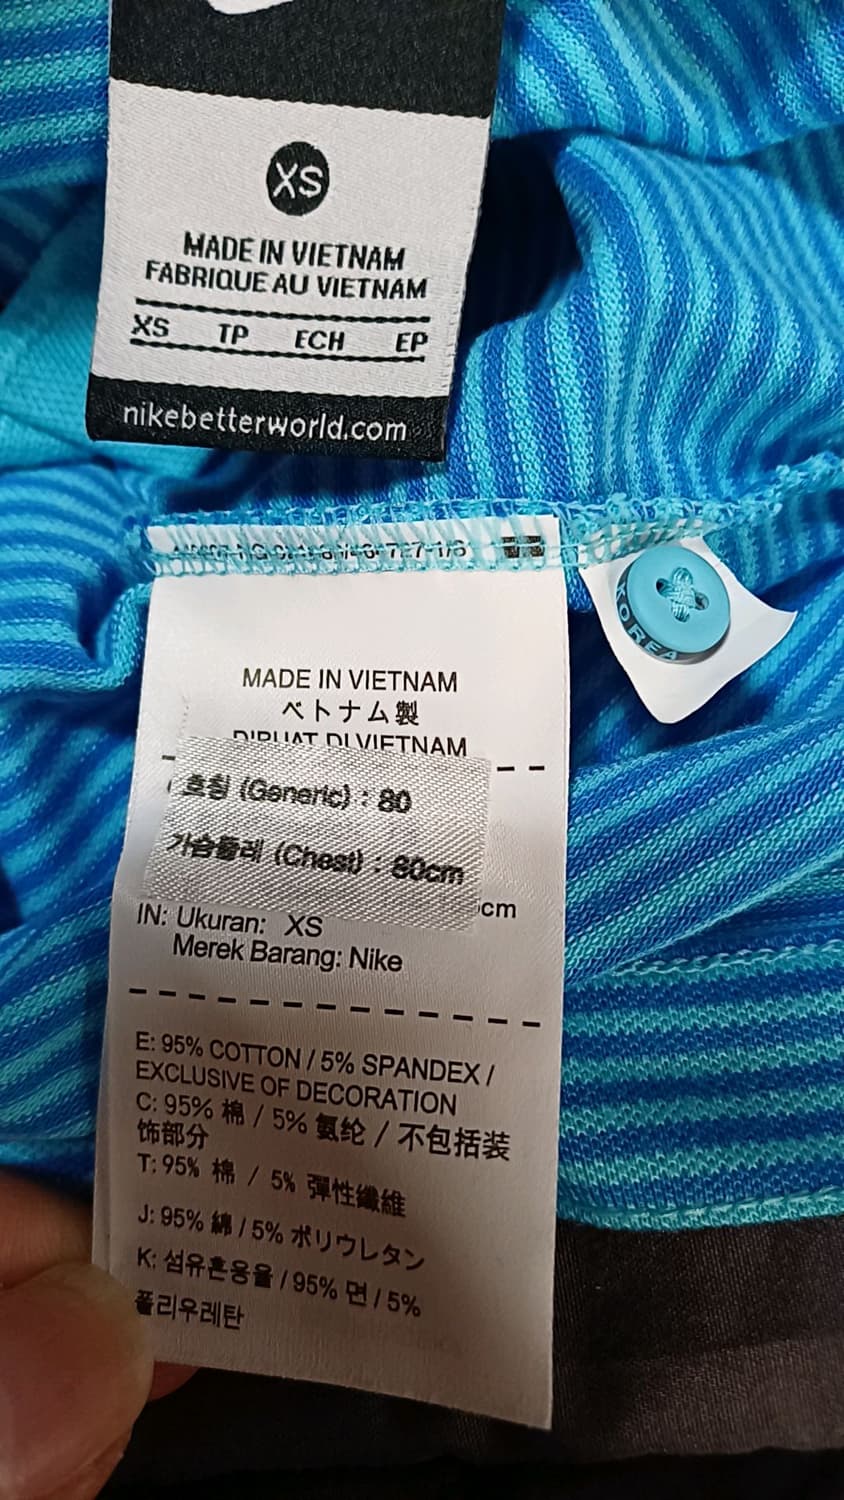 XS
MADE IN VIETNAM
FABRIQUE AU VIETNAM
XS TP ECH EP
nikebetterworld.com
KOREA
MADE IN VIETNAM
ベトナム製
DIBUAT DI VIETNAM
호칭 (Generic) : 80
가슴둘레 (Chest) : 80cm
cm
IN: Ukuran: XS
Merek Barang: Nike
E: 95% COTTON / 5% SPANDEX /
EXCLUSIVE OF DECORATION
C: 95% 棉 / 5% 氨纶 / 不包括装
饰部分
T: 95% 棉 / 5% 彈性纖維
J: 95% 綿 / 5% ポリウレタン
K: 섬유혼용율 / 95% 면 / 5%
폴리우레탄